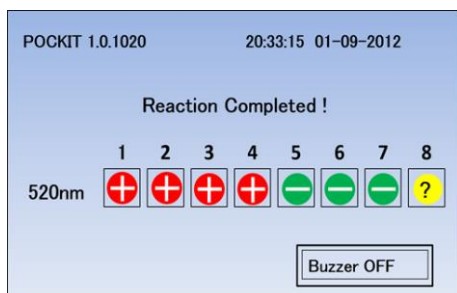 POCKIT 1.0.1020 20:33:15 01-09-2012
Reaction Completed !
1 2 3 4 5 6 7 8
520nm + + + + − − − ?
Buzzer OFF